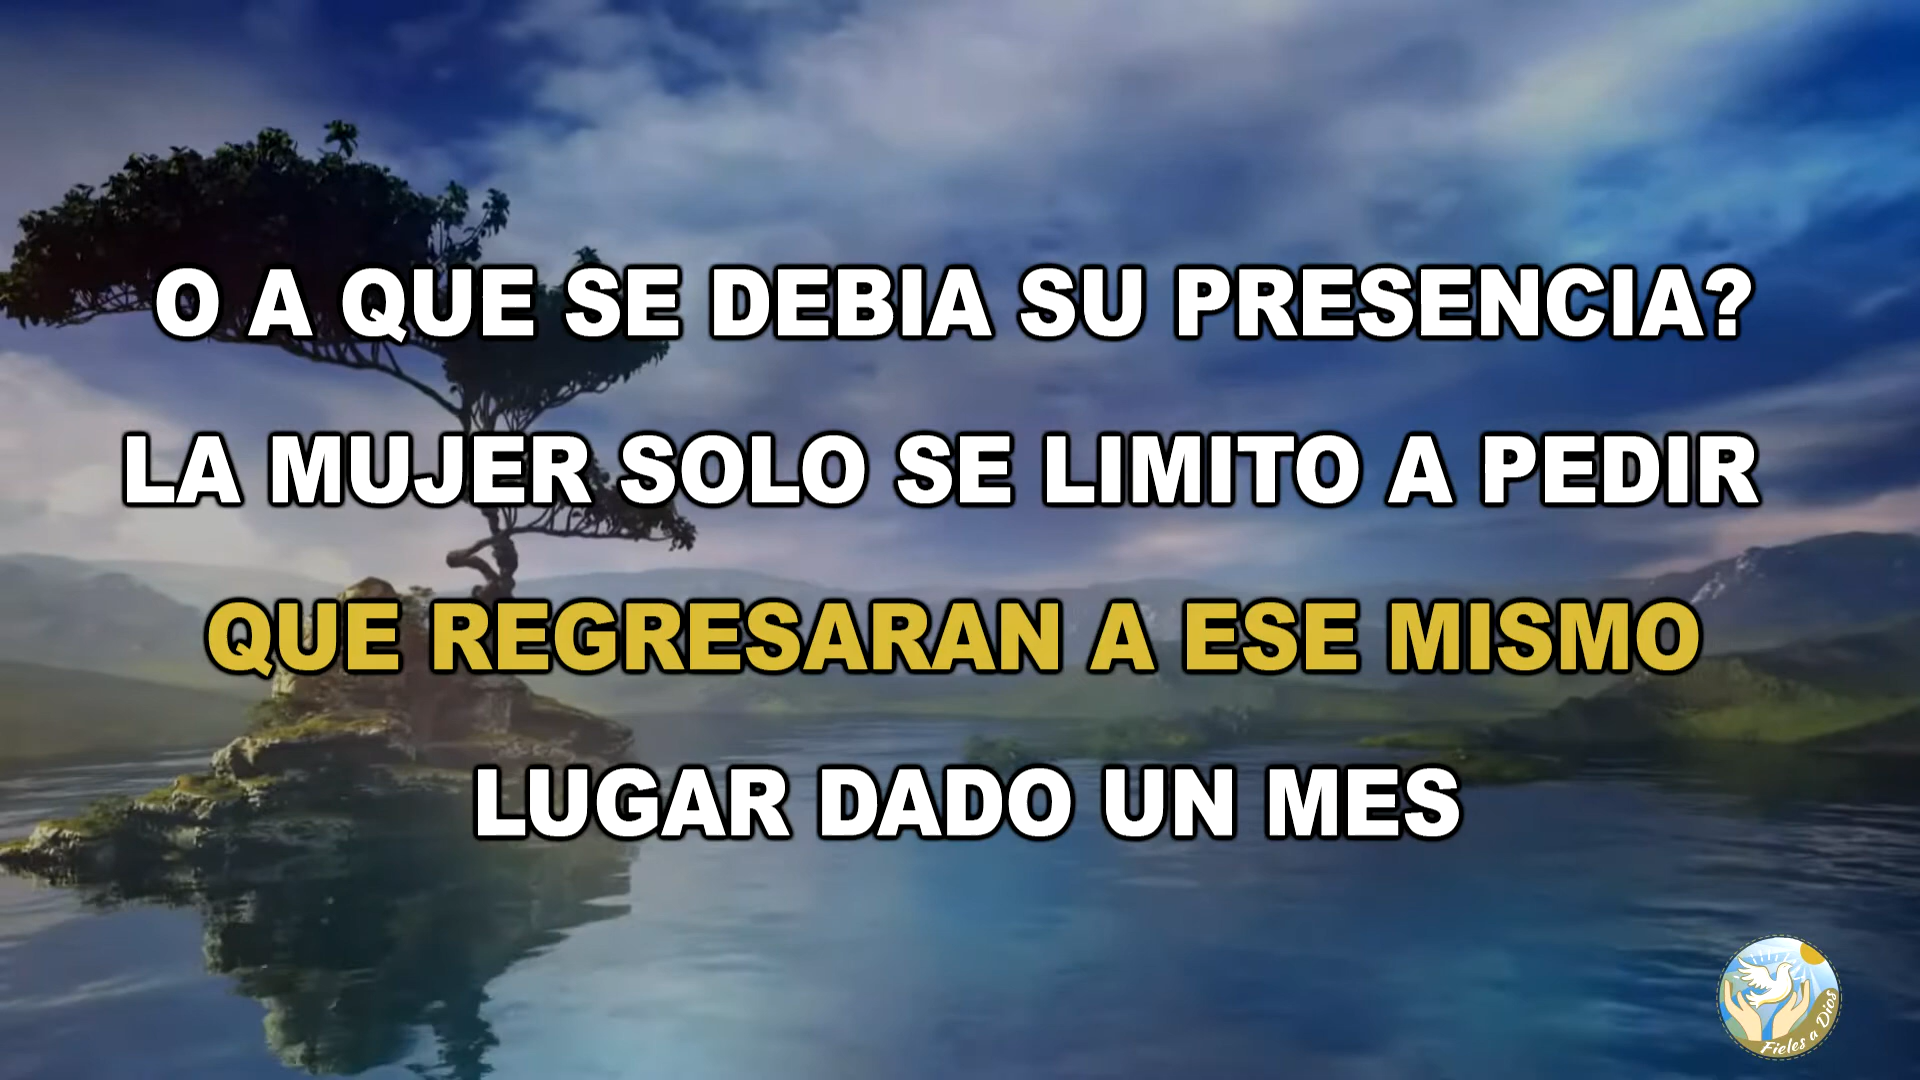 O A QUE SE DEBIA SU PRESENCIA?
LA MUJER SOLO SE LIMITO A PEDIR
QUE REGRESARAN A ESE MISMO
LUGAR DADO UN MES
Fieles a Dios